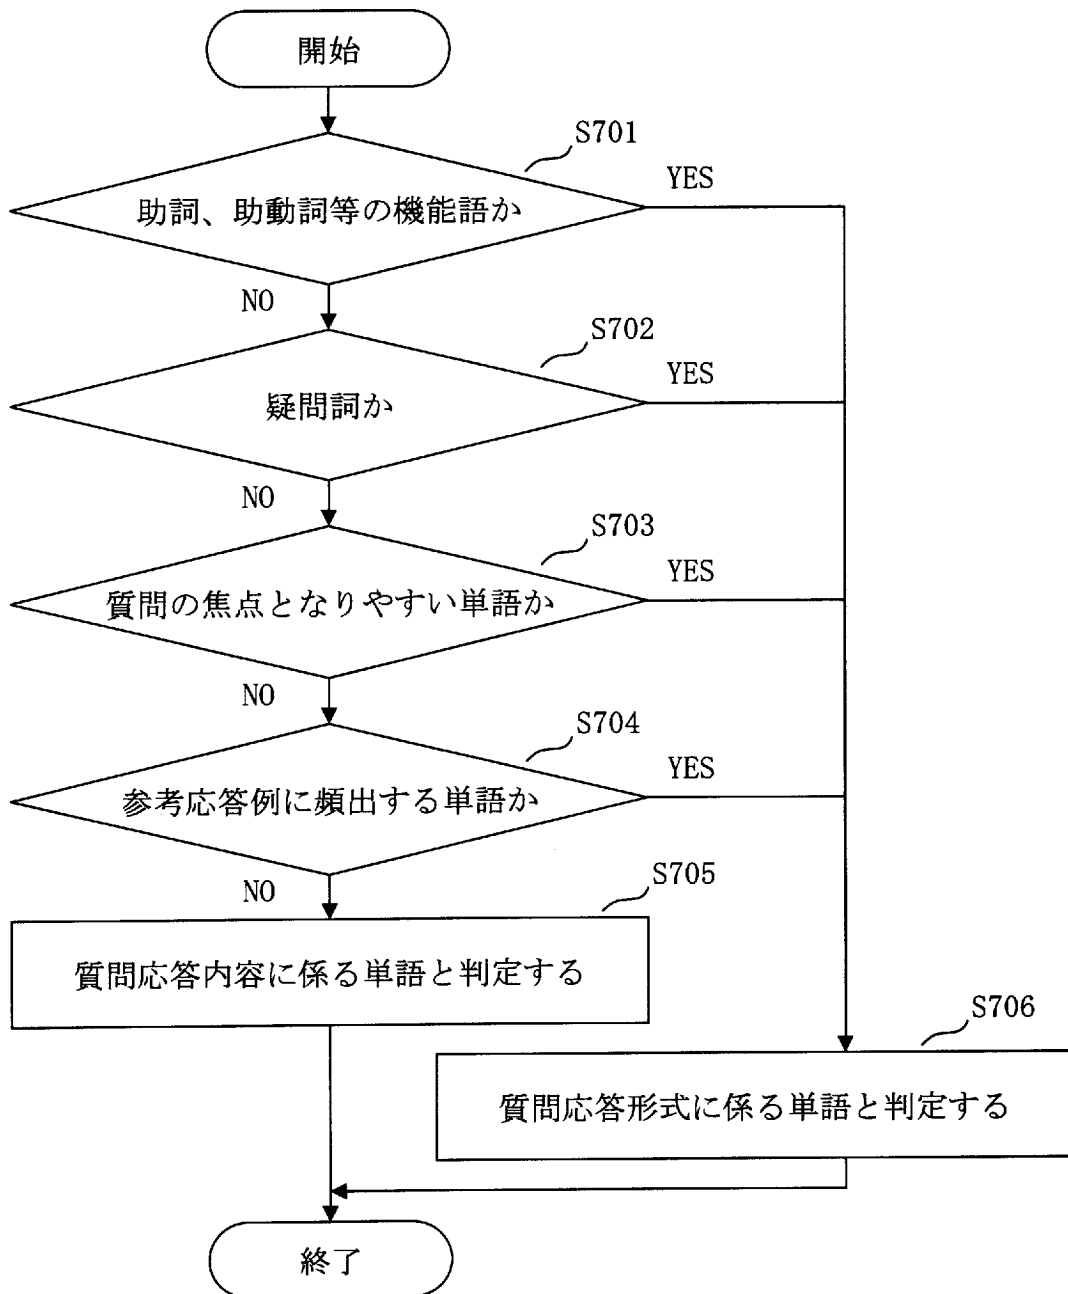 開始
S701
助詞、助動詞等の機能語か
YES
NO
S702
疑問詞か
YES
NO
S703
質問の焦点となりやすい単語か
YES
NO
S704
参考応答例に頻出する単語か
YES
NO
S705
質問応答内容に係る単語と判定する
S706
質問応答形式に係る単語と判定する
終了